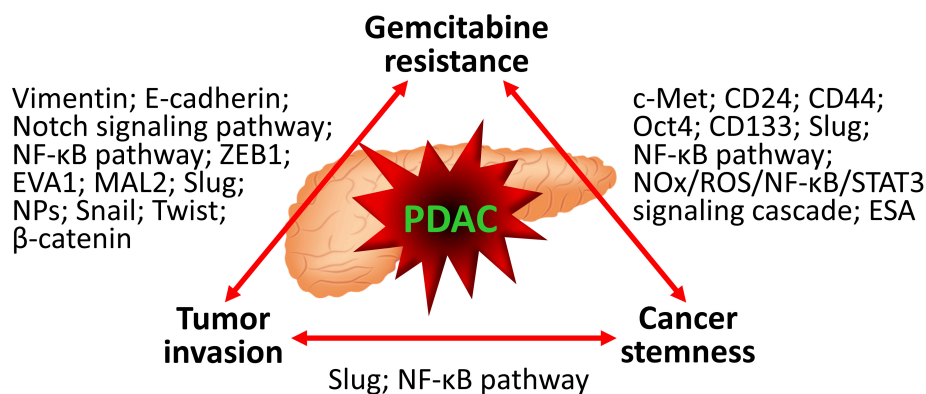 Gemcitabine
resistance
Vimentin; E-cadherin;
Notch signaling pathway;
NF-κB pathway; ZEB1;
EVA1; MAL2; Slug;
NPs; Snail; Twist;
β-catenin
c-Met; CD24; CD44;
Oct4; CD133; Slug;
NF-κB pathway;
NOx/ROS/NF-κB/STAT3
signaling cascade; ESA
PDAC
Tumor
invasion
Cancer
stemness
Slug; NF-κB pathway